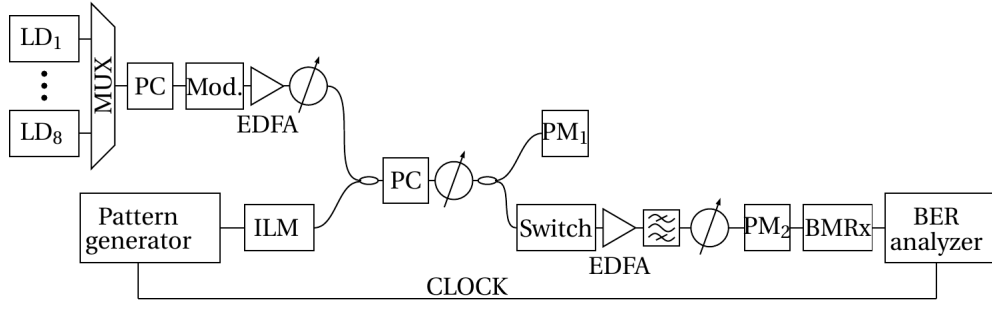 LD1
MUX
PC
Mod.
EDFA
LD8
PM1
PC
Pattern
generator
ILM
Switch
EDFA
PM2
BMRx
BER
analyzer
CLOCK